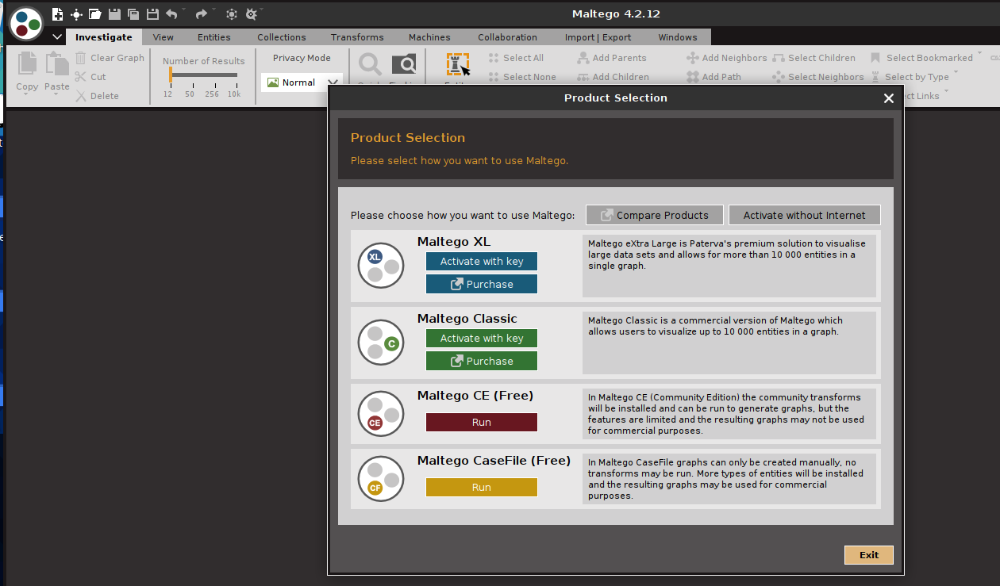 Maltego 4.2.12
Investigate View Entities Collections Transforms Machines Collaboration Import | Export Windows
Copy
Paste
Clear Graph
Cut
Delete
Number of Results
12 50 256 10k
Privacy Mode
Normal
Select All
Select None
Add Parents
Add Children
Add Neighbors
Add Path
Select Children
Select Neighbors
Select Bookmarked
Select by Type
ct Links
Product Selection
Product Selection
Please select how you want to use Maltego.
Please choose how you want to use Maltego:
Compare Products
Activate without Internet
XL
Maltego XL
Activate with key
Purchase
Maltego eXtra Large is Paterva's premium solution to visualise
large data sets and allows for more than 10 000 entities in a
single graph.
C
Maltego Classic
Activate with key
Purchase
Maltego Classic is a commercial version of Maltego which
allows users to visualize up to 10 000 entities in a graph.
CE
Maltego CE (Free)
Run
In Maltego CE (Community Edition) the community transforms
will be installed and can be run to generate graphs, but the
features are limited and the resulting graphs may not be used
for commercial purposes.
CF
Maltego CaseFile (Free)
Run
In Maltego CaseFile graphs can only be created manually, no
transforms may be run. More types of entities will be installed
and the resulting graphs may be used for commercial
purposes.
Exit